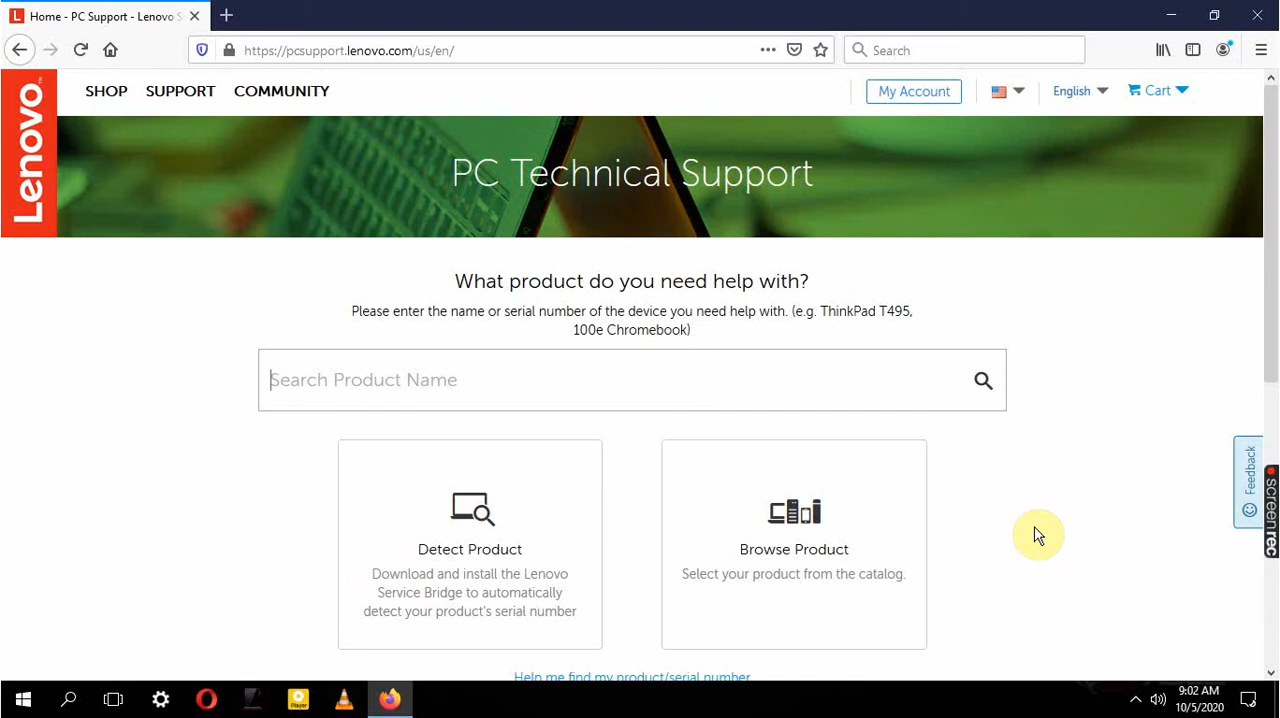 Home - PC Support - Lenovo S
https://pcsupport.lenovo.com/us/en/
Search
Lenovo
SHOP
SUPPORT
COMMUNITY
My Account
English
Cart
PC Technical Support
What product do you need help with?
Please enter the name or serial number of the device you need help with. (e.g. ThinkPad T495,
100e Chromebook)
Search Product Name
Detect Product
Download and install the Lenovo
Service Bridge to automatically
detect your product's serial number
Browse Product
Select your product from the catalog.
Help me find my product/serial number
Feedback
screenrec
Player
9:02 AM
10/5/2020